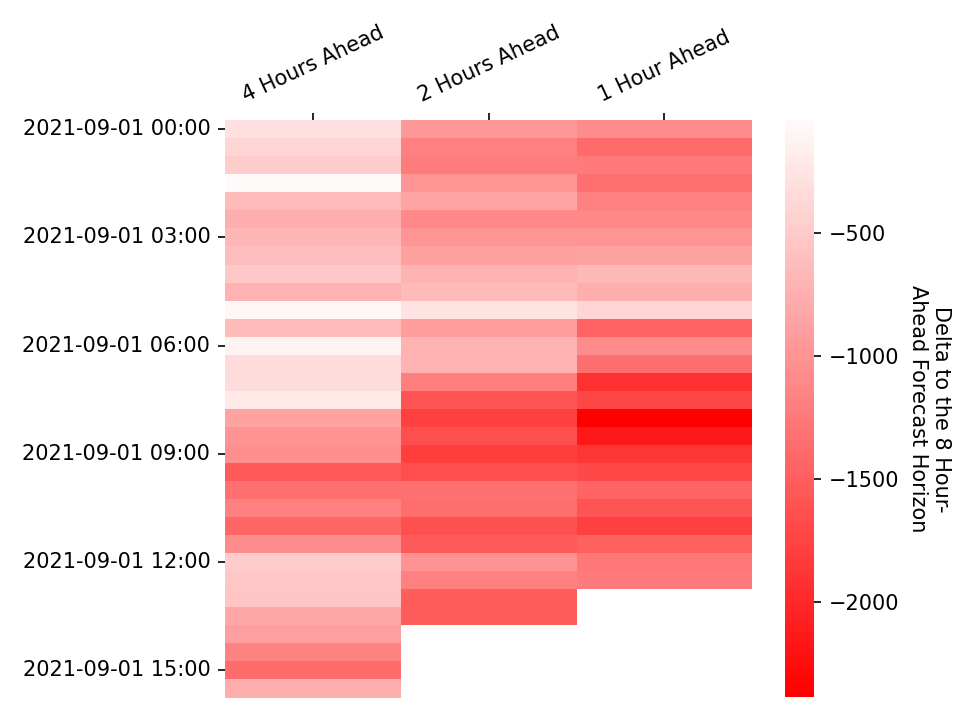 4 Hours Ahead
2 Hours Ahead
1 Hour Ahead
2021-09-01 00:00
2021-09-01 03:00
2021-09-01 06:00
2021-09-01 09:00
2021-09-01 12:00
2021-09-01 15:00
−500
−1000
−1500
−2000
Delta to the 8 Hour-
Ahead Forecast Horizon